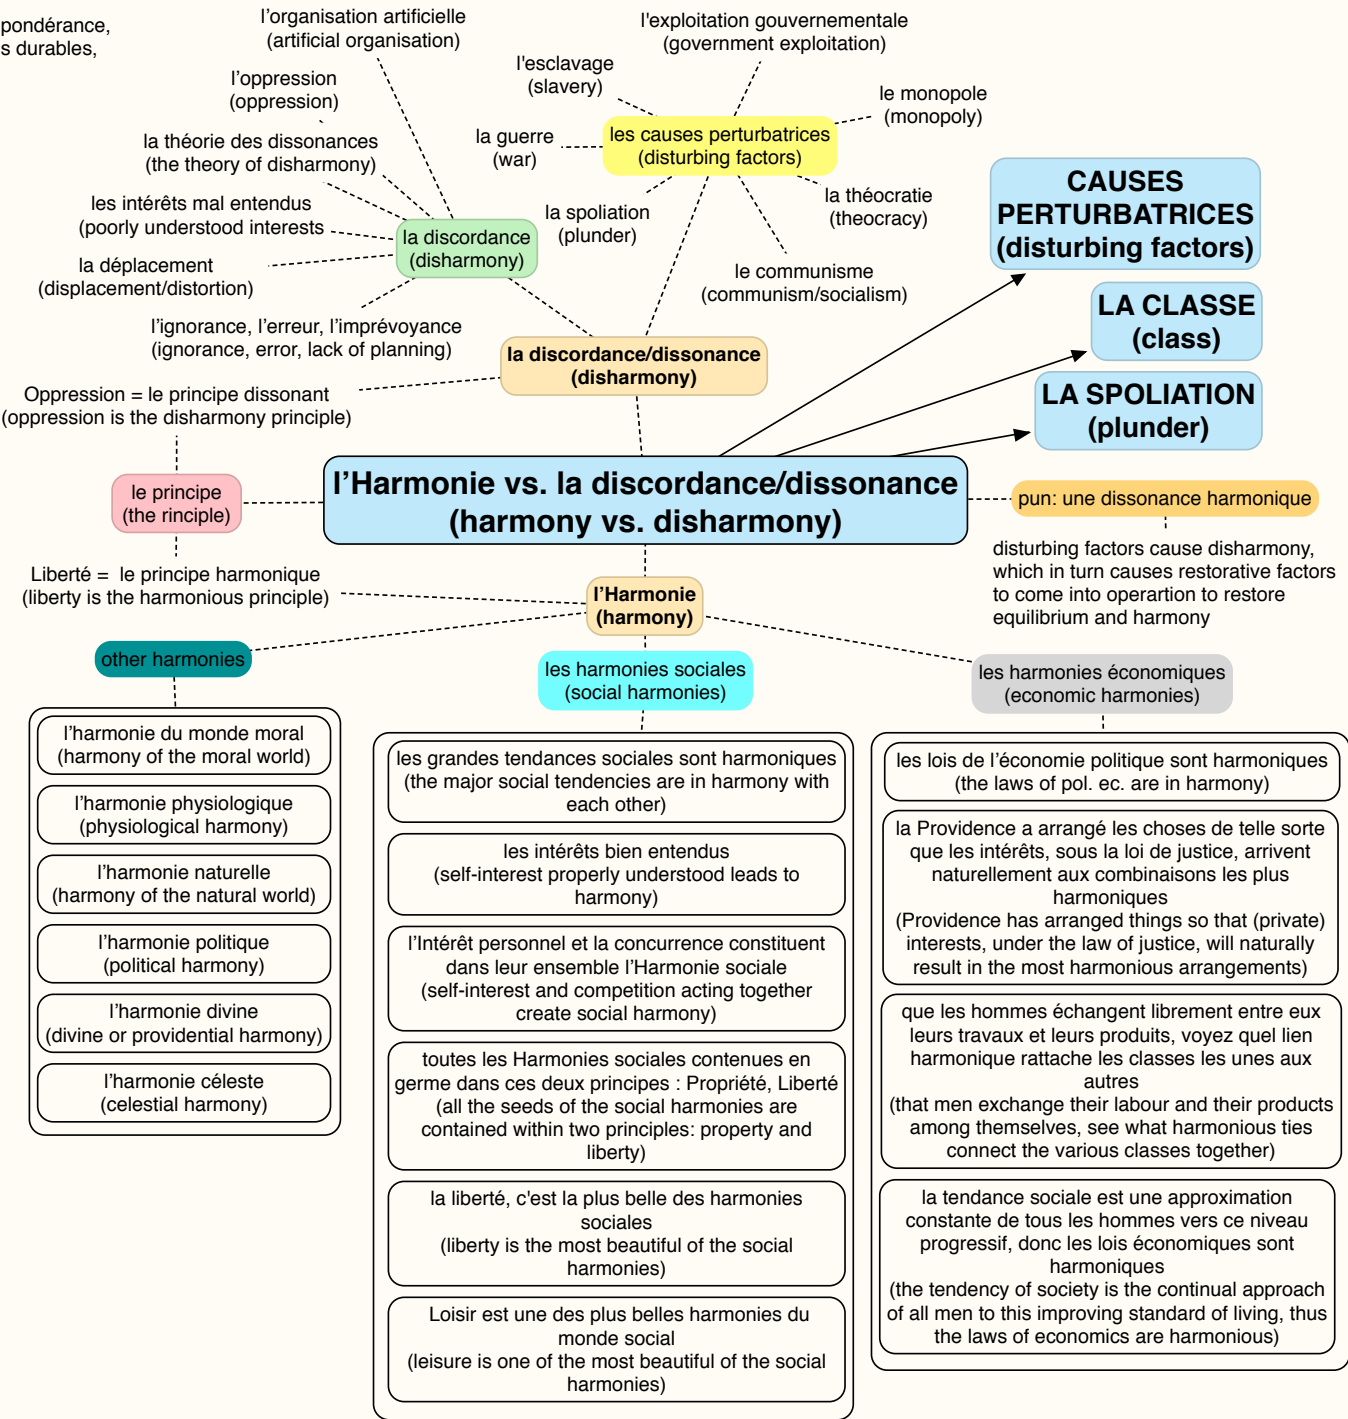 pondérance,
s durables,
l'organisation artificielle
(artificial organisation)
l'exploitation gouvernementale
(government exploitation)
l'oppression
(oppression)
l'esclavage
(slavery)
le monopole
(monopoly)
la théorie des dissonances
(the theory of disharmony)
la guerre
(war)
les causes perturbatrices
(disturbing factors)
les intérêts mal entendus
(poorly understood interests
la discordance
(disharmony)
la spoliation
(plunder)
la théocratie
(theocracy)
CAUSES
PERTURBATRICES
(disturbing factors)
la déplacement
(displacement/distortion)
le communisme
(communism/socialism)
LA CLASSE
(class)
l'ignorance, l'erreur, l'imprévoyance
(ignorance, error, lack of planning)
la discordance/dissonance
(disharmony)
LA SPOLIATION
(plunder)
Oppression = le principe dissonant
(oppression is the disharmony principle)
le principe
(the rinciple)
l'Harmonie vs. la discordance/dissonance
(harmony vs. disharmony)
pun: une dissonance harmonique
disturbing factors cause disharmony,
which in turn causes restorative factors
to come into operartion to restore
equilibrium and harmony
Liberté =  le principe harmonique
(liberty is the harmonious principle)
l'Harmonie
(harmony)
other harmonies
l'harmonie du monde moral
(harmony of the moral world)
l'harmonie physiologique
(physiological harmony)
l'harmonie naturelle
(harmony of the natural world)
l'harmonie politique
(political harmony)
l'harmonie divine
(divine or providential harmony)
l'harmonie céleste
(celestial harmony)
les harmonies sociales
(social harmonies)
les grandes tendances sociales sont harmoniques
(the major social tendencies are in harmony with
each other)
les intérêts bien entendus
(self-interest properly understood leads to
harmony)
l'Intérêt personnel et la concurrence constituent
dans leur ensemble l'Harmonie sociale
(self-interest and competition acting together
create social harmony)
toutes les Harmonies sociales contenues en
germe dans ces deux principes : Propriété, Liberté
(all the seeds of the social harmonies are
contained within two principles: property and
liberty)
la liberté, c'est la plus belle des harmonies
sociales
(liberty is the most beautiful of the social
harmonies)
Loisir est une des plus belles harmonies du
monde social
(leisure is one of the most beautiful of the social
harmonies)
les harmonies économiques
(economic harmonies)
les lois de l'économie politique sont harmoniques
(the laws of pol. ec. are in harmony)
la Providence a arrangé les choses de telle sorte
que les intérêts, sous la loi de justice, arrivent
naturellement aux combinaisons les plus
harmoniques
(Providence has arranged things so that (private)
interests, under the law of justice, will naturally
result in the most harmonious arrangements)
que les hommes échangent librement entre eux
leurs travaux et leurs produits, voyez quel lien
harmonique rattache les classes les unes aux
autres
(that men exchange their labour and their products
among themselves, see what harmonious ties
connect the various classes together)
la tendance sociale est une approximation
constante de tous les hommes vers ce niveau
progressif, donc les lois économiques sont
harmoniques
(the tendency of society is the continual approach
of all men to this improving standard of living, thus
the laws of economics are harmonious)